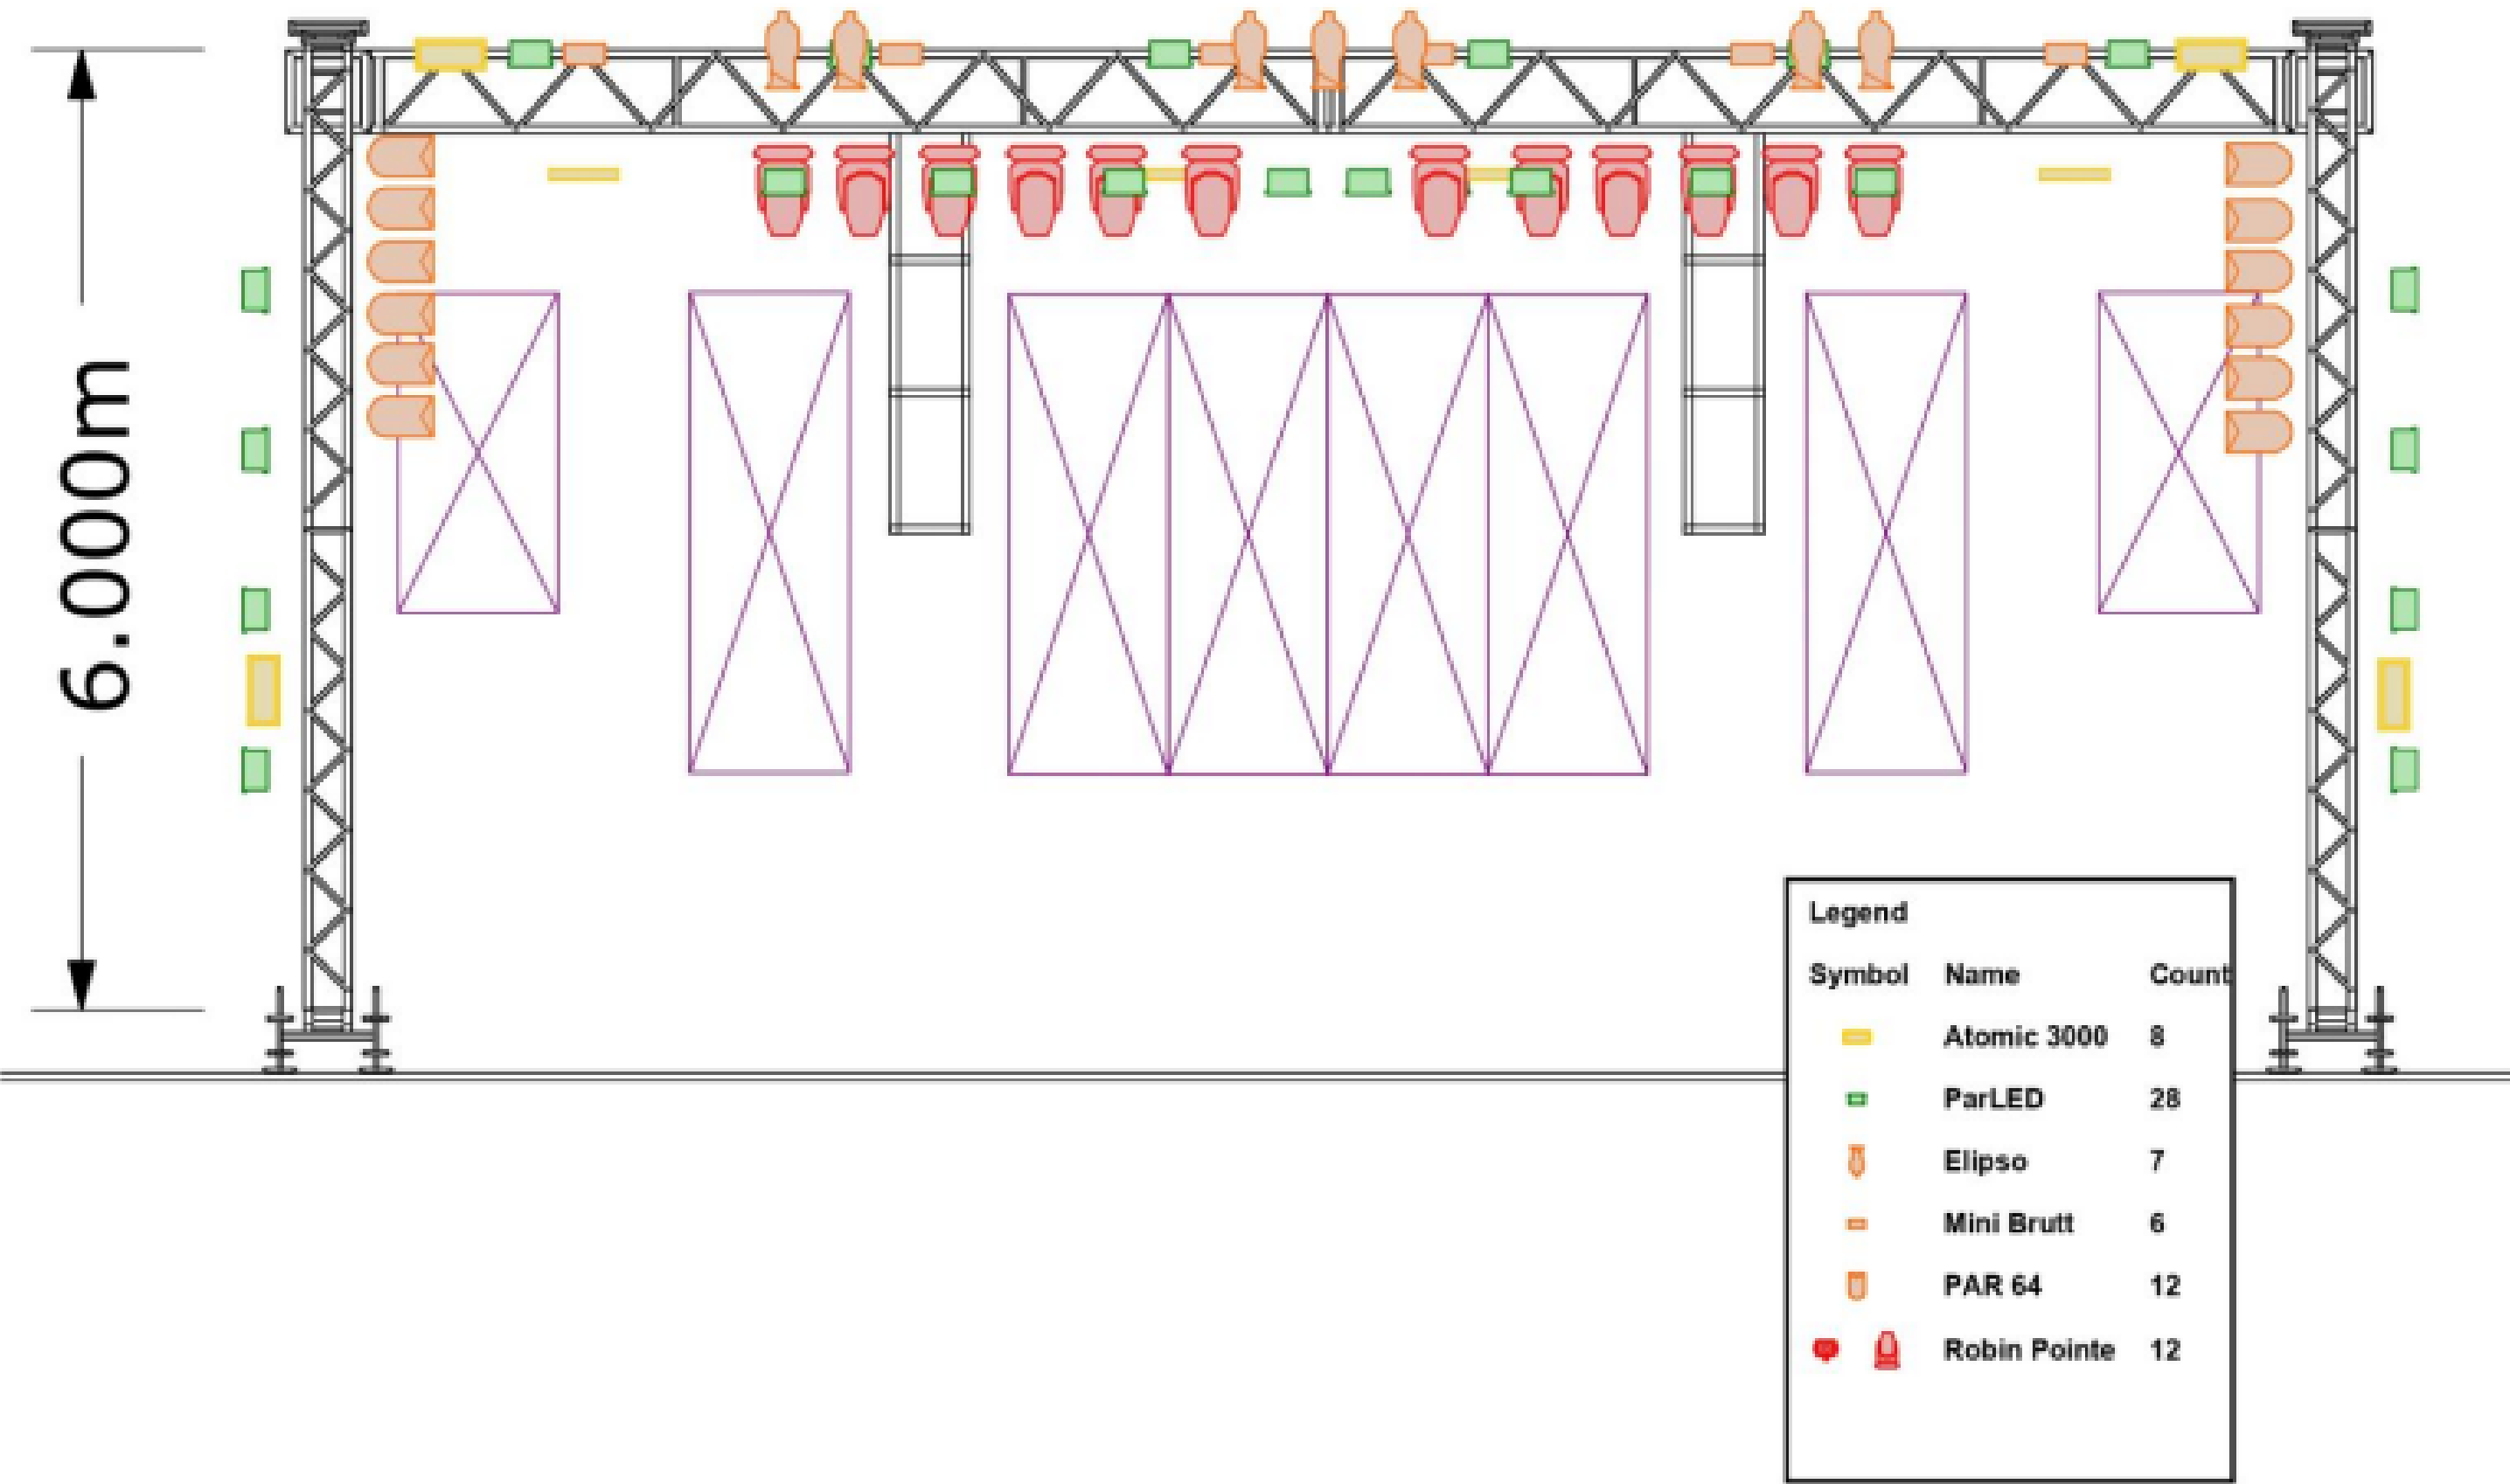 6.000m
Legend
Symbol Name Count
Atomic 3000 8
ParLED 28
Elipso 7
Mini Brutt 6
PAR 64 12
Robin Pointe 12